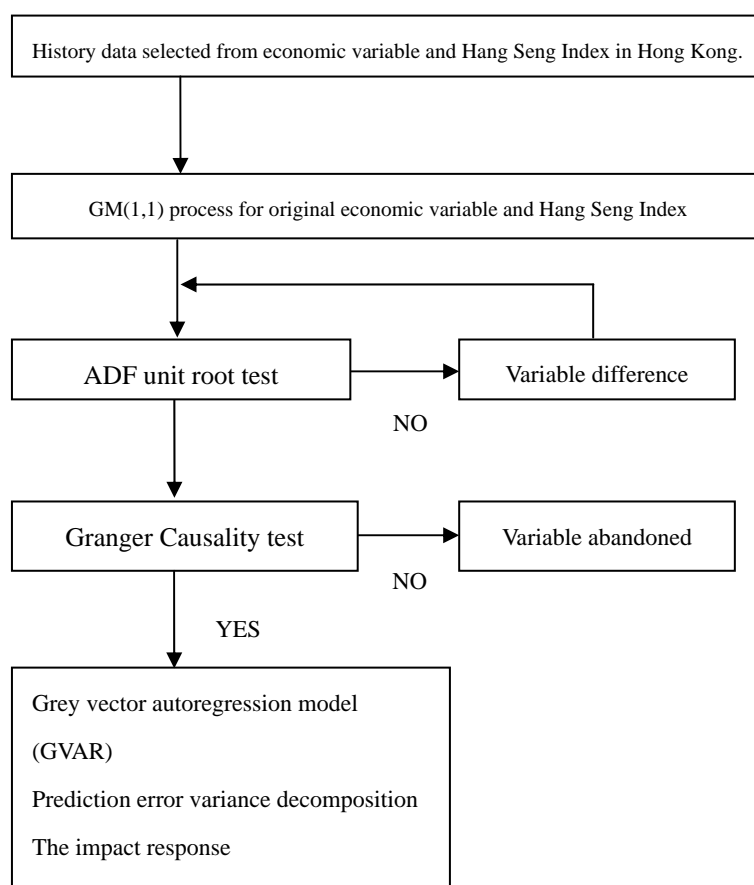 History data selected from economic variable and Hang Seng Index in Hong Kong.
GM(1,1) process for original economic variable and Hang Seng Index
ADF unit root test
Variable difference
NO
Granger Causality test
Variable abandoned
NO
YES
Grey vector autoregression model
(GVAR)
Prediction error variance decomposition
The impact response